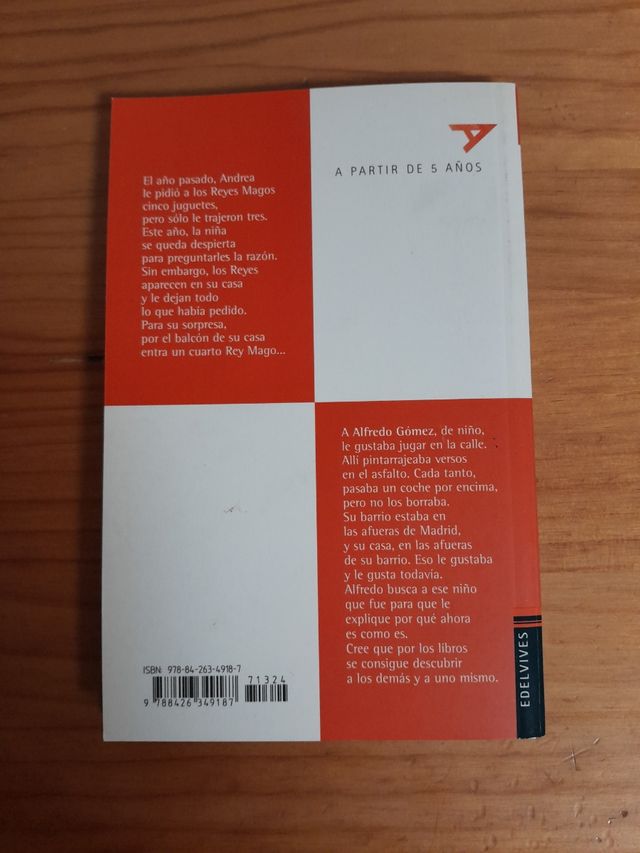 El año pasado, Andrea
le pidió a los Reyes Magos
cinco juguetes,
pero sólo le trajeron tres.
Este año, la niña
se queda despierta
para preguntarles la razón.
Sin embargo, los Reyes
aparecen en su casa
y le dejan todo
lo que había pedido.
Para su sorpresa,
por el balcón de su casa
entra un cuarto Rey Mago...
A PARTIR DE 5 AÑOS
A Alfredo Gómez, de niño,
le gustaba jugar en la calle.
Allí pintarrajeaba versos
en el asfalto. Cada tanto,
pasaba un coche por encima,
pero no los borraba.
Su barrio estaba en
las afueras de Madrid,
y su casa, en las afueras
de su barrio. Eso le gustaba
y le gusta todavía.
Alfredo busca a ese niño
que fue para que le
explique por qué ahora
es como es.
Cree que por los libros
se consigue descubrir
a los demás y a uno mismo.
ISBN 978-84-263-4918-7
71324
9 788426 349187
EDELVIVES